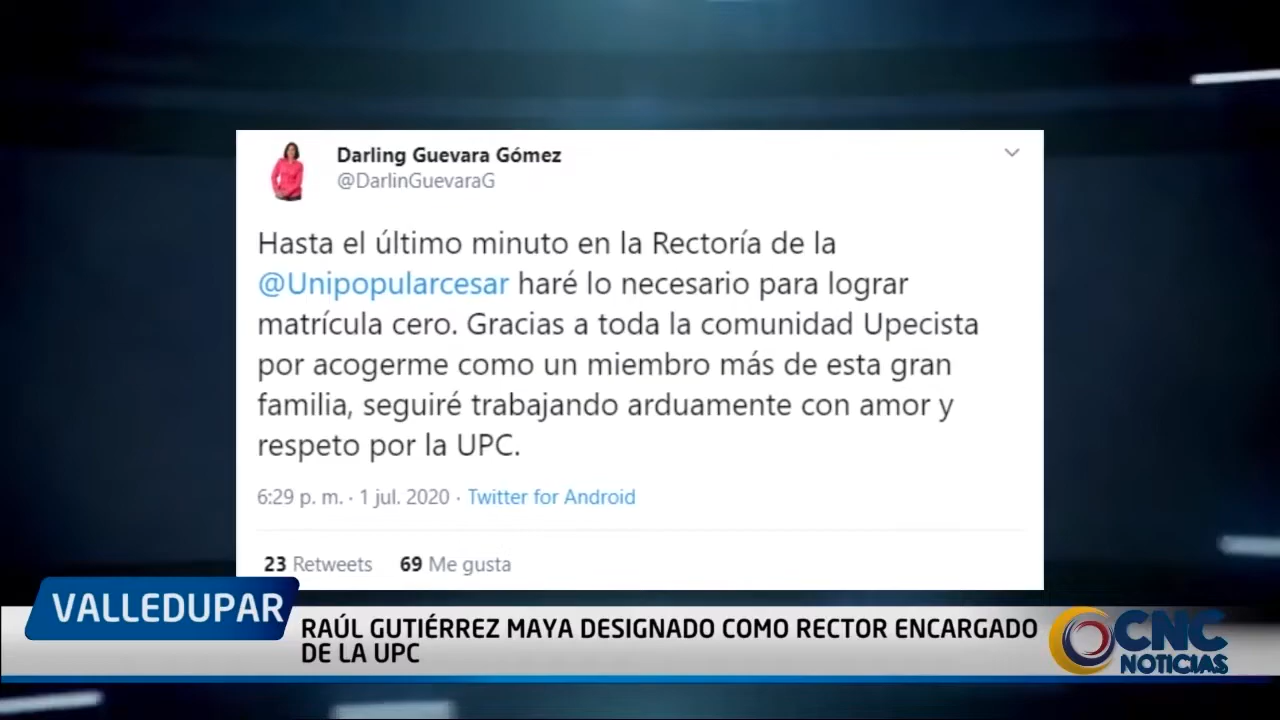 Darling Guevara Gómez
@DarlinGuevaraG
Hasta el último minuto en la Rectoría de la
@Unipopularcesar haré lo necesario para lograr
matrícula cero. Gracias a toda la comunidad Upecista
por acogerme como un miembro más de esta gran
familia, seguiré trabajando arduamente con amor y
respeto por la UPC.
6:29 p. m. · 1 jul. 2020 · Twitter for Android
23 Retweets 69 Me gusta
VALLEDUPAR
RAÚL GUTIÉRREZ MAYA DESIGNADO COMO RECTOR ENCARGADO
DE LA UPC
CNC
NOTICIAS